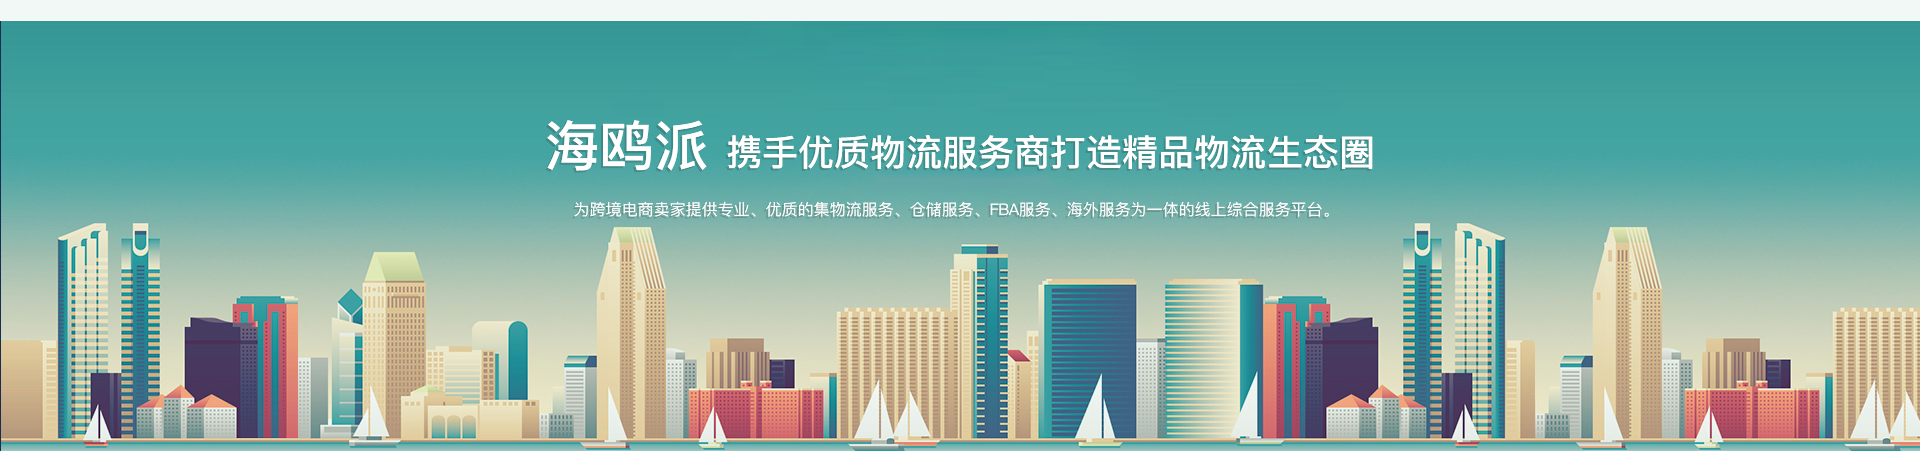 海鸥派 携手优质物流服务商打造精品物流生态圈
为跨境电商卖家提供专业、优质的集物流服务、仓储服务、FBA服务、海外服务为一体的线上综合服务平台。